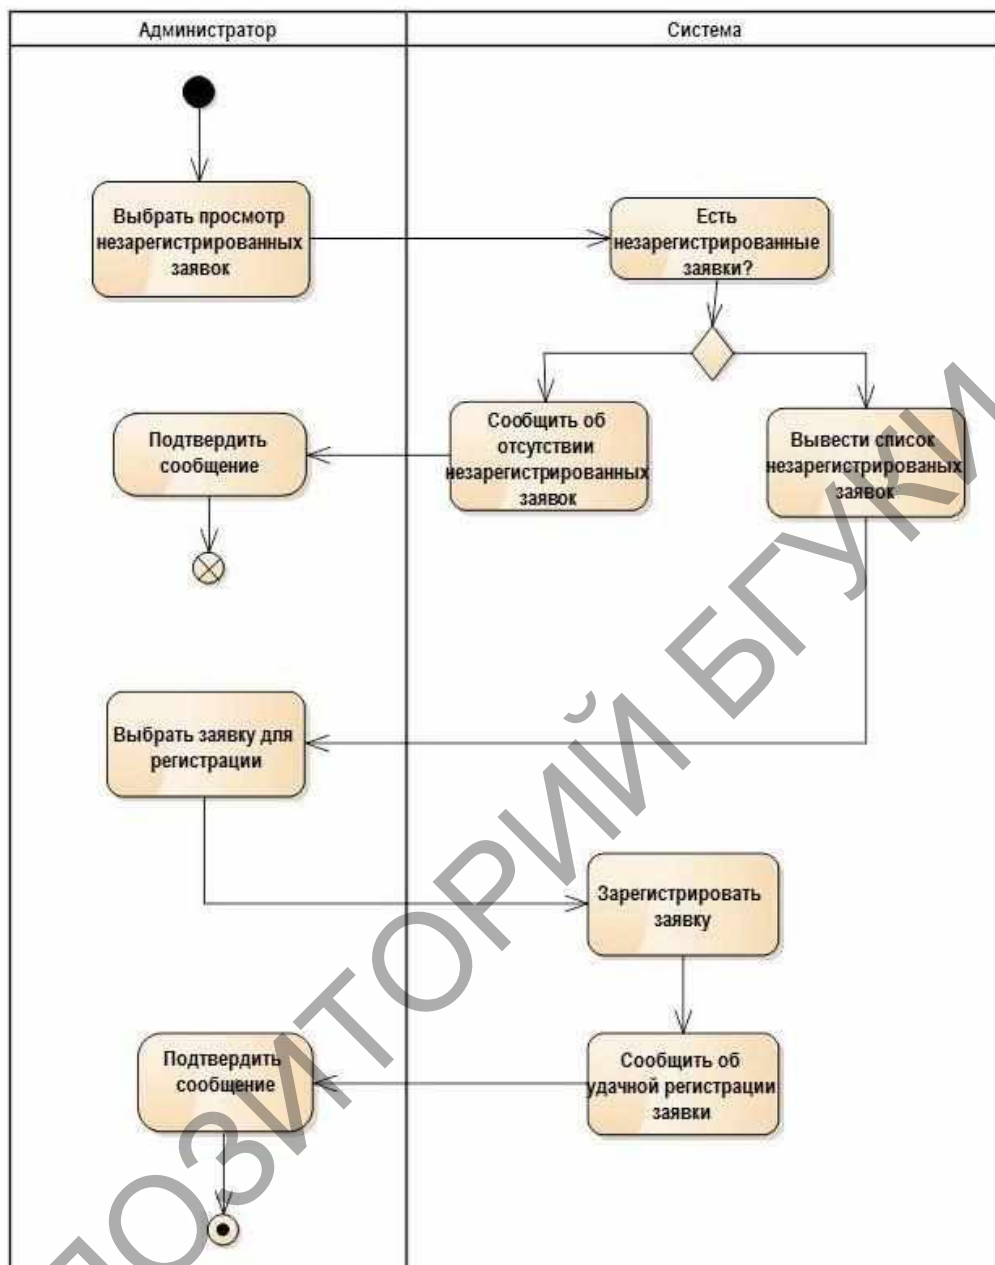 Администратор
Система
Выбрать просмотр
незарегистрированных
заявок
Есть
незарегистрированные
заявки?
Подтвердить
сообщение
Сообщить об
отсутствии
незарегистрированных
заявок
Вывести список
незарегистрированых
заявок
Выбрать заявку для
регистрации
Зарегистрировать
заявку
Подтвердить
сообщение
Сообщить об
удачной регистрации
заявки
ПОЗИТОРИЙ БГУКИ